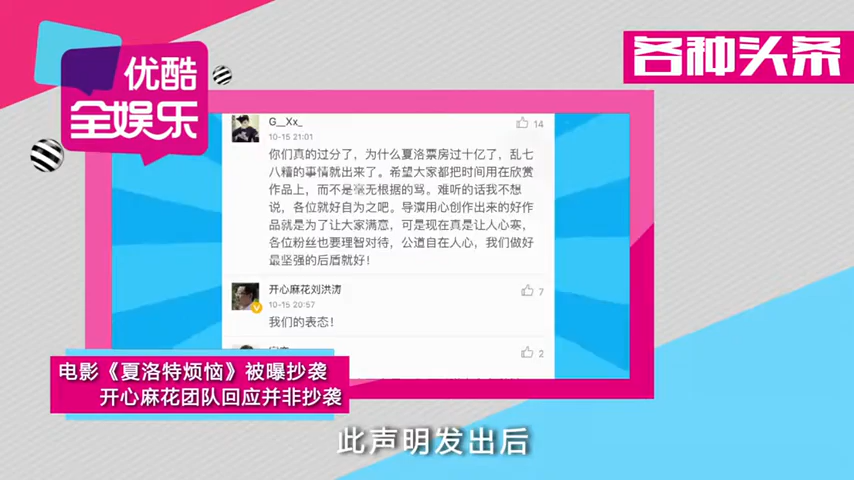 优酷
全娱乐
各种头条
G__Xx_
14
10-15 21:01
你们真的过分了，为什么夏洛票房过十亿了，乱七
八糟的事情就出来了。希望大家都把时间用在欣赏
作品上，而不是毫无根据的骂。难听的话我不想
说，各位就好自为之吧。导演用心创作出来的好作
品就是为了让大家满意，可是现在真是让人心寒，
各位粉丝也要理智对待，公道自在人心，我们做好
最坚强的后盾就好！
开心麻花刘洪涛
7
10-15 20:57
我们的表态！
2
电影《夏洛特烦恼》被曝抄袭
开心麻花团队回应并非抄袭
此声明发出后